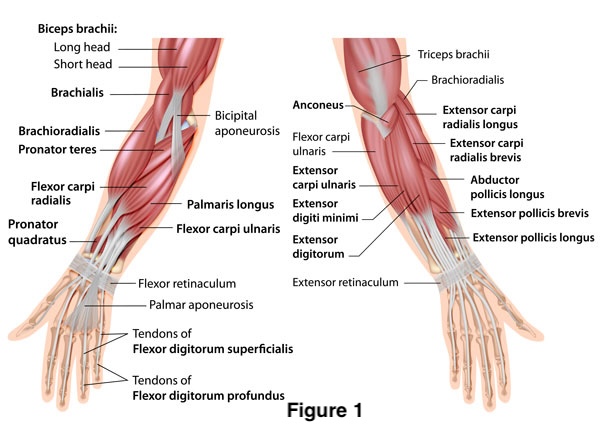 Biceps brachii:
Long head
Short head
Brachialis
Bicipital
aponeurosis
Brachioradialis
Pronator teres
Flexor carpi
radialis
Palmaris longus
Pronator
quadratus
Flexor carpi ulnaris
Flexor retinaculum
Palmar aponeurosis
Tendons of
Flexor digitorum superficialis
Tendons of
Flexor digitorum profundus
Triceps brachii
Brachioradialis
Anconeus
Extensor carpi
radialis longus
Flexor carpi
ulnaris
Extensor carpi
radialis brevis
Extensor
carpi ulnaris
Abductor
pollicis longus
Extensor
digiti minimi
Extensor pollicis brevis
Extensor
digitorum
Extensor pollicis longus
Extensor retinaculum
Figure 1